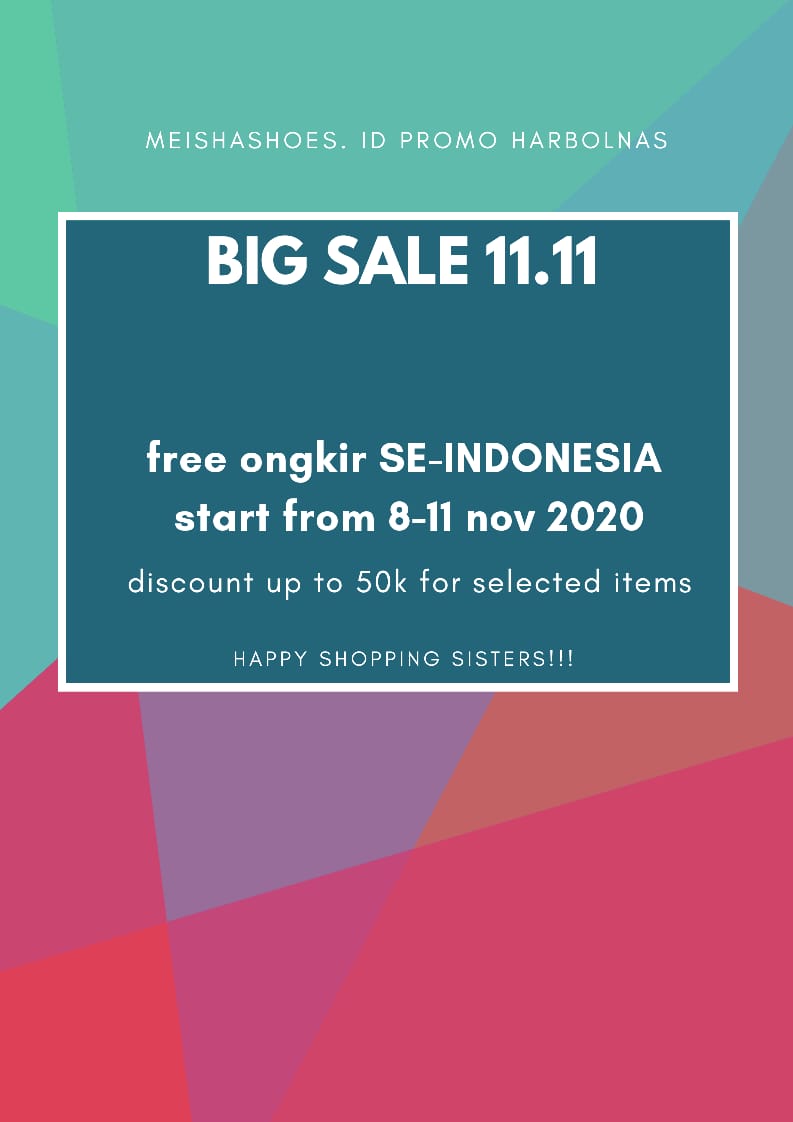 MEISHASHOES. ID PROMO HARBOLNAS
BIG SALE 11.11
free ongkir SE-INDONESIA
start from 8-11 nov 2020
discount up to 50k for selected items
HAPPY SHOPPING SISTERS!!!